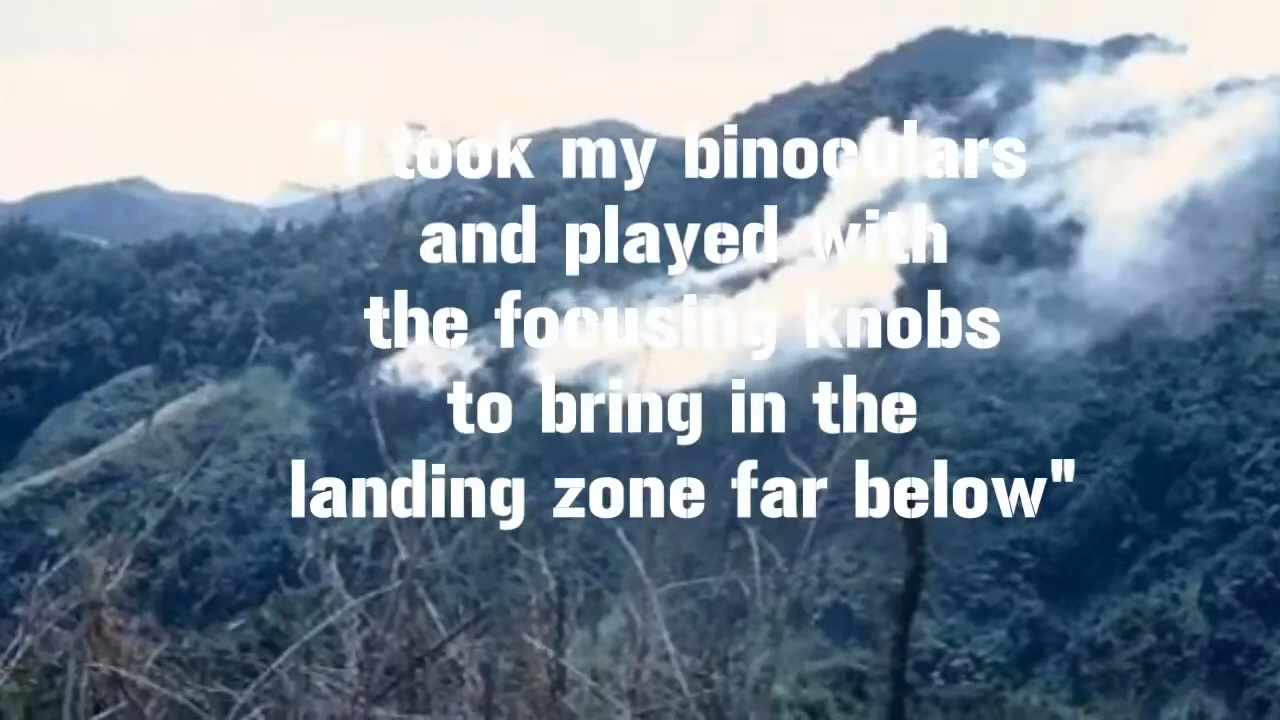 "I took my binoculars
and played with
the focusing knobs
to bring in the
landing zone far below"